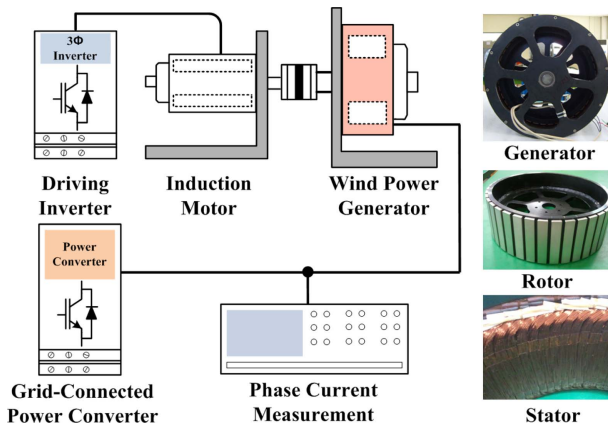 3Φ
Inverter
Driving
Inverter
Induction
Motor
Wind Power
Generator
Generator
Rotor
Power
Converter
Grid-Connected
Power Converter
Phase Current
Measurement
Stator